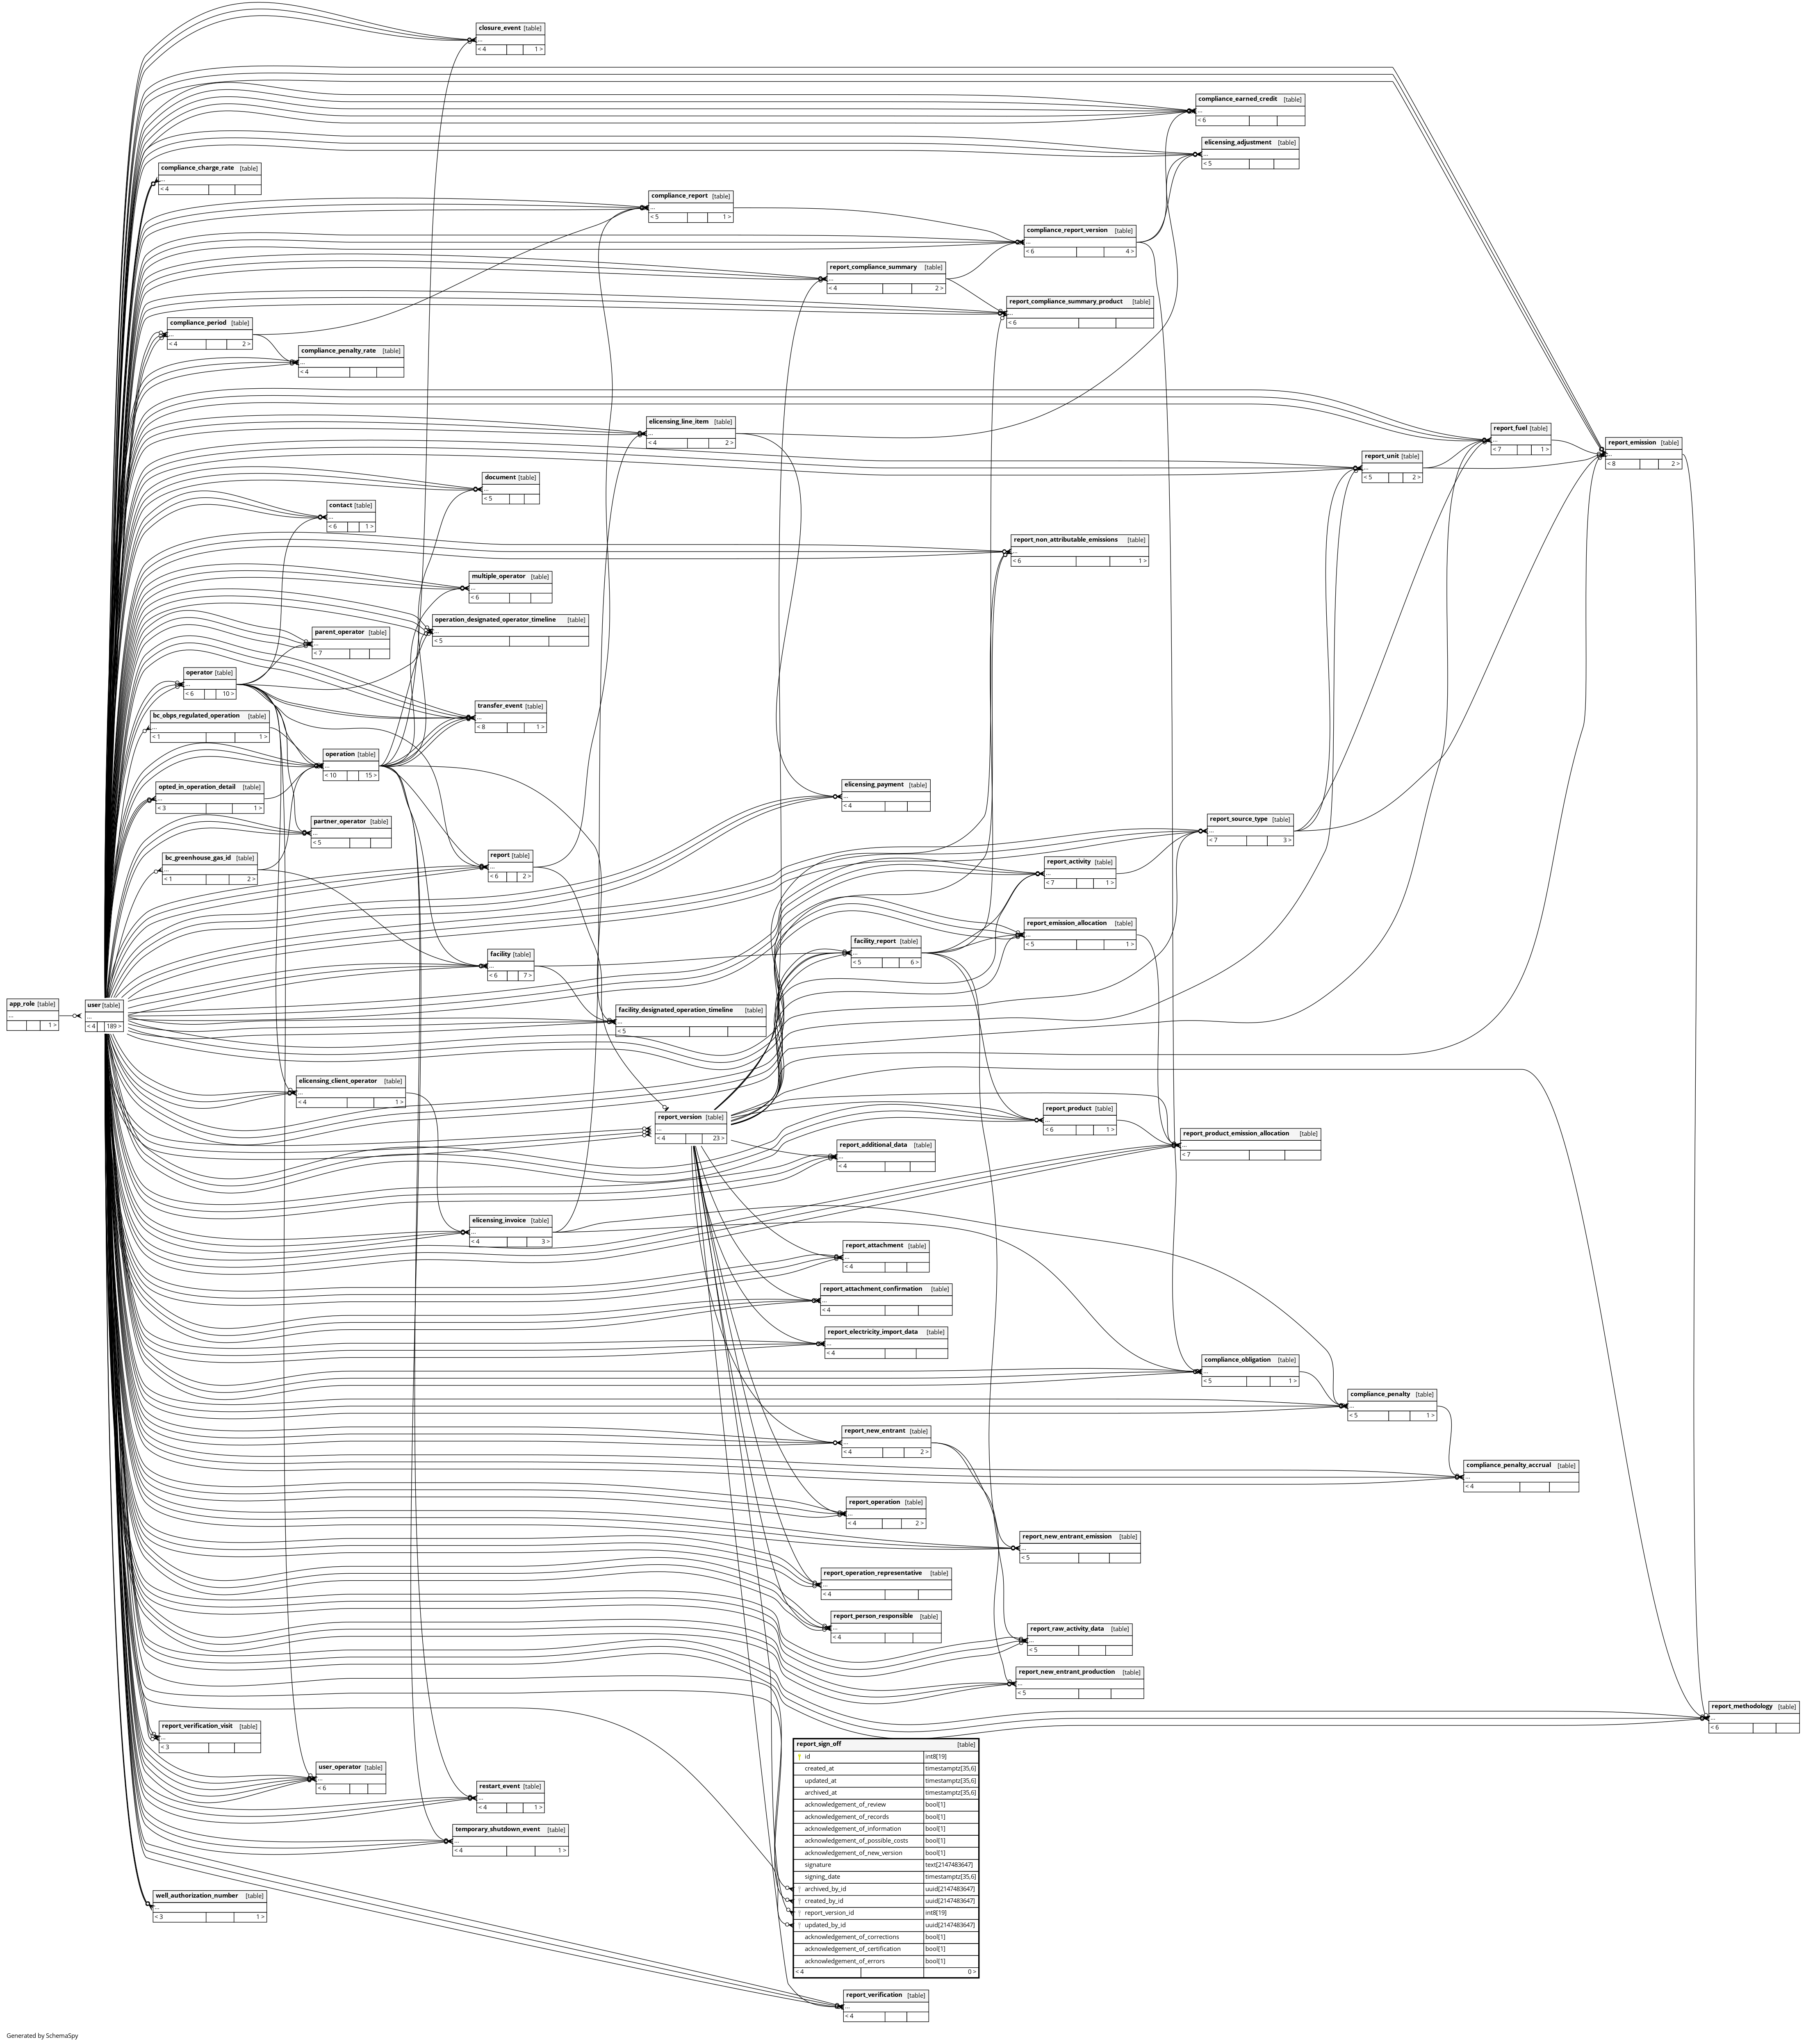 closure_event [table]
...
< 4 1 >
compliance_earned_credit [table]
...
< 6
elicensing_adjustment [table]
...
< 5
compliance_charge_rate [table]
...
< 4
compliance_report [table]
...
< 5 1 >
compliance_report_version [table]
...
< 6 4 >
report_compliance_summary [table]
...
< 4 2 >
report_compliance_summary_product [table]
...
< 6
compliance_period [table]
...
< 4 2 >
compliance_penalty_rate [table]
...
< 4
elicensing_line_item [table]
...
< 4 2 >
report_fuel [table]
...
< 7 1 >
report_emission [table]
...
< 8 2 >
report_unit [table]
...
< 5 2 >
document [table]
...
< 5
contact [table]
...
< 6 1 >
report_non_attributable_emissions [table]
...
< 6 1 >
multiple_operator [table]
...
< 6
operation_designated_operator_timeline [table]
...
< 5
parent_operator [table]
...
< 7
operator [table]
...
< 6 10 >
transfer_event [table]
...
< 8 1 >
bc_obps_regulated_operation [table]
...
< 1 1 >
operation [table]
...
< 10 15 >
opted_in_operation_detail [table]
...
< 3 1 >
elicensing_payment [table]
...
< 4
partner_operator [table]
...
< 5
report_source_type [table]
...
< 7 3 >
bc_greenhouse_gas_id [table]
...
< 1 2 >
report [table]
...
< 6 2 >
report_activity [table]
...
< 7 1 >
report_emission_allocation [table]
...
< 5 1 >
facility_report [table]
...
< 5 6 >
facility [table]
...
< 6 7 >
app_role [table]
...
1 >
user [table]
...
< 4 189 >
facility_designated_operation_timeline [table]
...
< 5
elicensing_client_operator [table]
...
< 4 1 >
report_version [table]
...
< 4 23 >
report_product [table]
...
< 6 1 >
report_product_emission_allocation [table]
...
< 7
report_additional_data [table]
...
< 4
elicensing_invoice [table]
...
< 4 3 >
report_attachment [table]
...
< 4
report_attachment_confirmation [table]
...
< 4
report_electricity_import_data [table]
...
< 4
compliance_obligation [table]
...
< 5 1 >
compliance_penalty [table]
...
< 5 1 >
report_new_entrant [table]
...
< 4 2 >
compliance_penalty_accrual [table]
...
< 4
report_operation [table]
...
< 4 2 >
report_new_entrant_emission [table]
...
< 5
report_operation_representative [table]
...
< 4
report_person_responsible [table]
...
< 4
report_raw_activity_data [table]
...
< 5
report_new_entrant_production [table]
...
< 5
report_methodology [table]
...
< 6
report_verification_visit [table]
...
< 3
user_operator [table]
...
< 6
restart_event [table]
...
< 4 1 >
temporary_shutdown_event [table]
...
< 4 1 >
well_authorization_number [table]
...
< 3 1 >
report_sign_off [table]
id int8[19]
created_at timestamptz[35,6]
updated_at timestamptz[35,6]
archived_at timestamptz[35,6]
acknowledgement_of_review bool[1]
acknowledgement_of_records bool[1]
acknowledgement_of_information bool[1]
acknowledgement_of_possible_costs bool[1]
acknowledgement_of_new_version bool[1]
signature text[2147483647]
signing_date timestamptz[35,6]
archived_by_id uuid[2147483647]
created_by_id uuid[2147483647]
report_version_id int8[19]
updated_by_id uuid[2147483647]
acknowledgement_of_corrections bool[1]
acknowledgement_of_certification bool[1]
acknowledgement_of_errors bool[1]
< 4 0 >
report_verification [table]
...
< 4
Generated by SchemaSpy